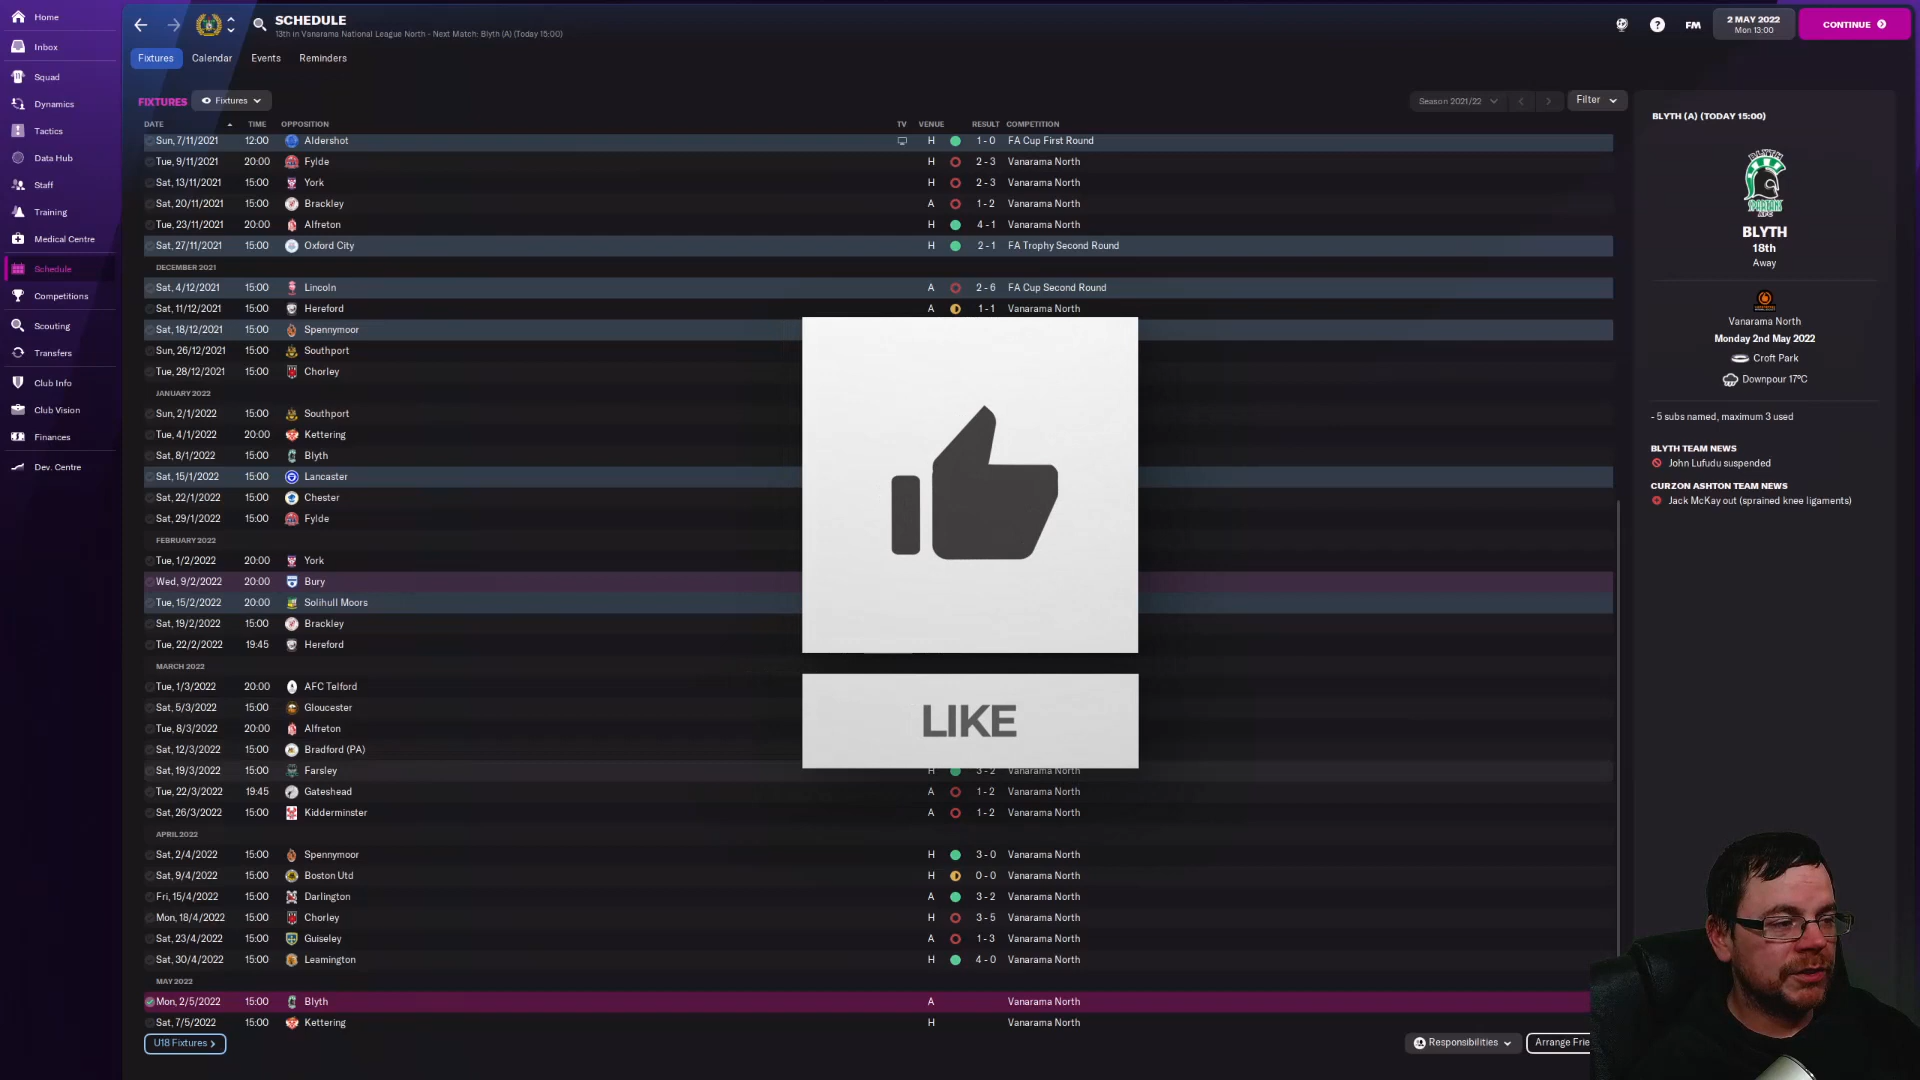 Home
Inbox
Squad
Dynamics
Tactics
Data Hub
Staff
Training
Medical Centre
Schedule
Competitions
Scouting
Transfers
Club Info
Club Vision
Finances
Dev. Centre
SCHEDULE
13th in Vanarama National League North - Next Match: Blyth (A) (Today 15:00)
FM
2 MAY 2022
Mon 13:00
CONTINUE
Fixtures Calendar Events Reminders
FIXTURES Fixtures
Season 2021/22 Filter
DATE TIME OPPOSITION TV VENUE RESULT COMPETITION
Sun, 7/11/2021 12:00 Aldershot H 1 - 0 FA Cup First Round
Tue, 9/11/2021 20:00 Fylde H 2 - 3 Vanarama North
Sat, 13/11/2021 15:00 York H 2 - 3 Vanarama North
Sat, 20/11/2021 15:00 Brackley A 1 - 2 Vanarama North
Tue, 23/11/2021 20:00 Alfreton H 4 - 1 Vanarama North
Sat, 27/11/2021 15:00 Oxford City H 2 - 1 FA Trophy Second Round
DECEMBER 2021
Sat, 4/12/2021 15:00 Lincoln A 2 - 6 FA Cup Second Round
Sat, 11/12/2021 15:00 Hereford A 1 - 1 Vanarama North
Sat, 18/12/2021 15:00 Spennymoor
Sun, 26/12/2021 15:00 Southport
Tue, 28/12/2021 15:00 Chorley
JANUARY 2022
Sun, 2/1/2022 15:00 Southport
Tue, 4/1/2022 20:00 Kettering
Sat, 8/1/2022 15:00 Blyth
Sat, 15/1/2022 15:00 Lancaster
Sat, 22/1/2022 15:00 Chester
Sat, 29/1/2022 15:00 Fylde
FEBRUARY 2022
Tue, 1/2/2022 20:00 York
Wed, 9/2/2022 20:00 Bury
Tue, 15/2/2022 20:00 Solihull Moors
Sat, 19/2/2022 15:00 Brackley
Tue, 22/2/2022 19:45 Hereford
MARCH 2022
Tue, 1/3/2022 20:00 AFC Telford
Sat, 5/3/2022 15:00 Gloucester
Tue, 8/3/2022 20:00 Alfreton
Sat, 12/3/2022 15:00 Bradford (PA)
Sat, 19/3/2022 15:00 Farsley H 3 - 2 Vanarama North
Tue, 22/3/2022 19:45 Gateshead A 1 - 2 Vanarama North
Sat, 26/3/2022 15:00 Kidderminster A 1 - 2 Vanarama North
APRIL 2022
Sat, 2/4/2022 15:00 Spennymoor H 3 - 0 Vanarama North
Sat, 9/4/2022 15:00 Boston Utd H 0 - 0 Vanarama North
Fri, 15/4/2022 15:00 Darlington A 3 - 2 Vanarama North
Mon, 18/4/2022 15:00 Chorley H 3 - 5 Vanarama North
Sat, 23/4/2022 15:00 Guiseley A 1 - 3 Vanarama North
Sat, 30/4/2022 15:00 Leamington H 4 - 0 Vanarama North
MAY 2022
Mon, 2/5/2022 15:00 Blyth A Vanarama North
Sat, 7/5/2022 15:00 Kettering H Vanarama North
U18 Fixtures
Responsibilities
Arrange Frie
LIKE
BLYTH (A) (TODAY 15:00)
BLYTH
SPARTANS
AFC
BLYTH
18th
Away
Vanarama North
Monday 2nd May 2022
Croft Park
Downpour 17°C
- 5 subs named, maximum 3 used
BLYTH TEAM NEWS
John Lufudu suspended
CURZON ASHTON TEAM NEWS
Jack McKay out (sprained knee ligaments)